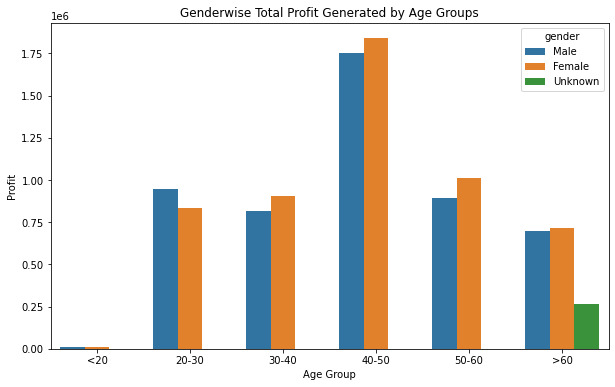 Genderwise Total Profit Generated by Age Groups
1e6
gender
Male
Female
Unknown
1.75
1.50
1.25
1.00
0.75
0.50
0.25
0.00
Profit
<20 20-30 30-40 40-50 50-60 >60
Age Group